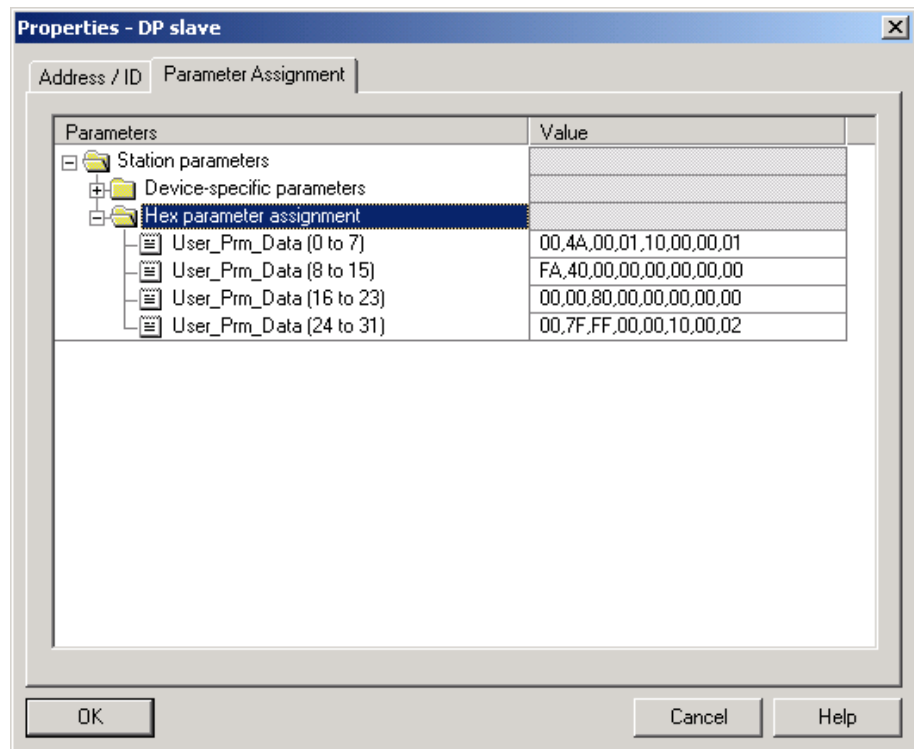 Properties - DP slave
Address / ID Parameter Assignment
Parameters Value
Station parameters
Device-specific parameters
Hex parameter assignment
User_Prm_Data (0 to 7) 00,4A,00,01,10,00,00,01
User_Prm_Data (8 to 15) FA,40,00,00,00,00,00,00
User_Prm_Data (16 to 23) 00,00,80,00,00,00,00,00
User_Prm_Data (24 to 31) 00,7F,FF,00,00,10,00,02
OK Cancel Help